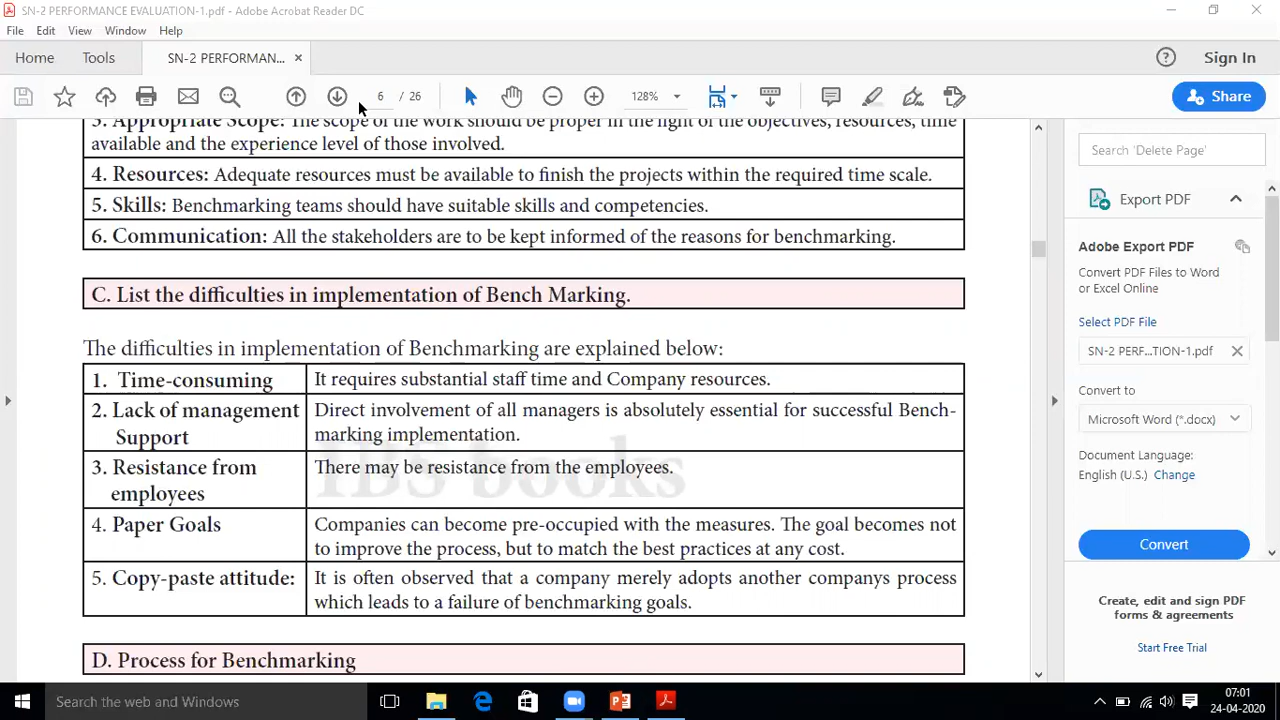 SN-2 PERFORMANCE EVALUATION-1.pdf - Adobe Acrobat Reader DC
File Edit View Window Help
Home Tools SN-2 PERFORMAN... × Sign In
6 / 26 128% Share
3. Appropriate Scope: The scope of the work should be proper in the light of the objectives, resources, time
available and the experience level of those involved.
4. Resources: Adequate resources must be available to finish the projects within the required time scale.
5. Skills: Benchmarking teams should have suitable skills and competencies.
6. Communication: All the stakeholders are to be kept informed of the reasons for benchmarking.
C. List the difficulties in implementation of Bench Marking.
The difficulties in implementation of Benchmarking are explained below:
1. Time-consuming It requires substantial staff time and Company resources.
2. Lack of management Direct involvement of all managers is absolutely essential for successful Bench-
Support marking implementation.
3. Resistance from There may be resistance from the employees.
employees
IBS books
4. Paper Goals Companies can become pre-occupied with the measures. The goal becomes not
to improve the process, but to match the best practices at any cost.
5. Copy-paste attitude: It is often observed that a company merely adopts another companys process
which leads to a failure of benchmarking goals.
D. Process for Benchmarking
Search 'Delete Page'
Export PDF
Adobe Export PDF
Convert PDF Files to Word
or Excel Online
Select PDF File
SN-2 PERF...TION-1.pdf
Convert to
Microsoft Word (*.docx)
Document Language:
English (U.S.) Change
Convert
Create, edit and sign PDF
forms & agreements
Start Free Trial
Search the web and Windows
07:01
24-04-2020